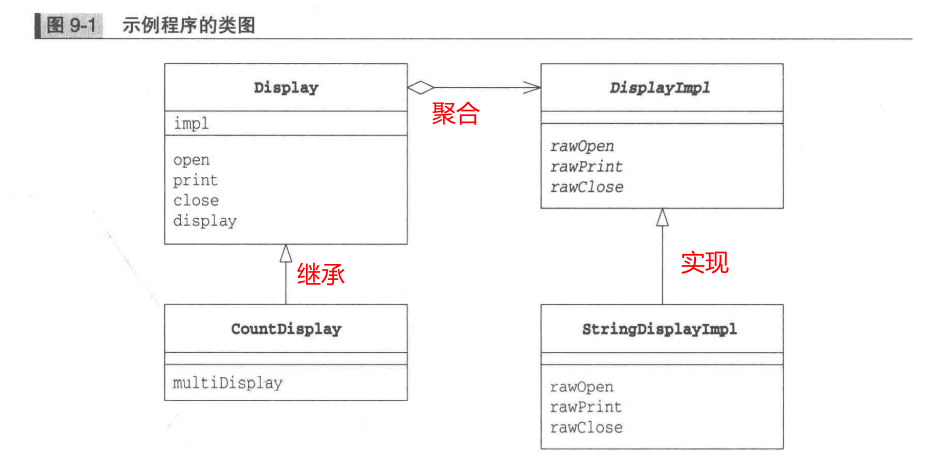 图 9-1 示例程序的类图
Display
impl
open
print
close
display
聚合
DisplayImpl
rawOpen
rawPrint
rawClose
继承
实现
CountDisplay
multiDisplay
StringDisplayImpl
rawOpen
rawPrint
rawClose